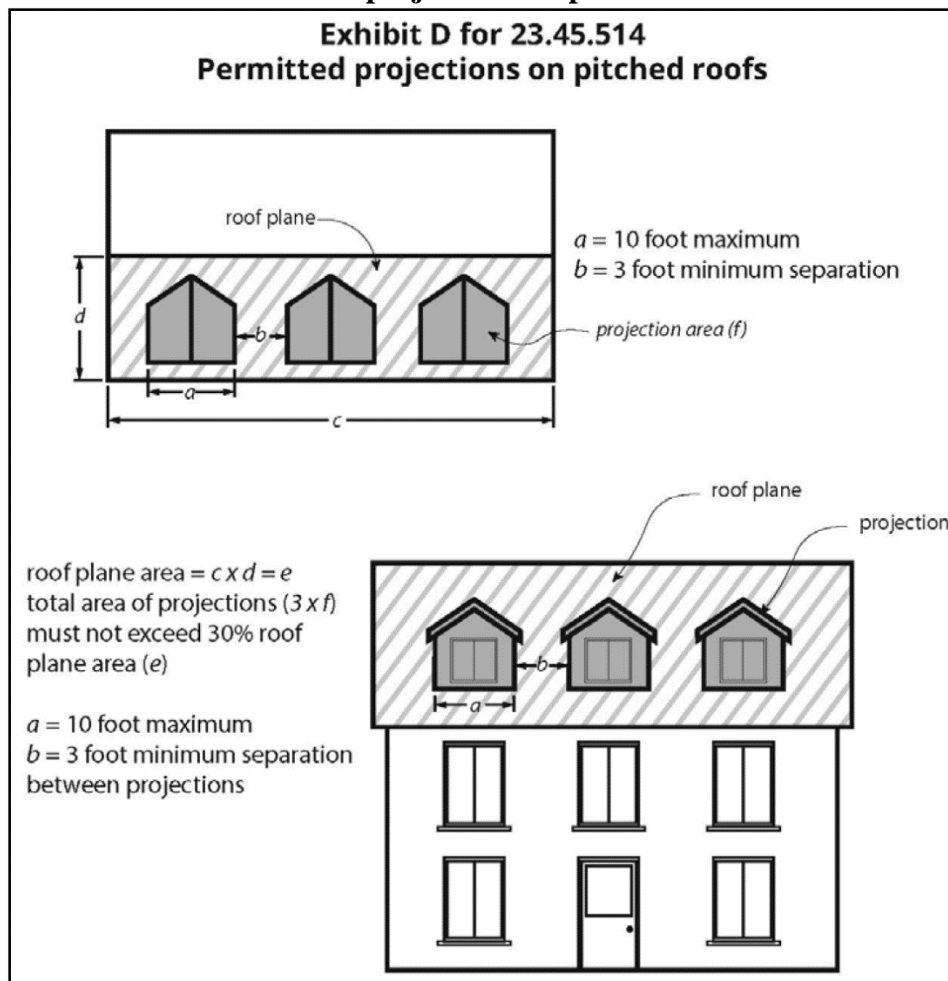 Exhibit D for 23.45.514
Permitted projections on pitched roofs
roof plane
a = 10 foot maximum
b = 3 foot minimum separation
d
b
projection area (f)
a
c
roof plane
projection
roof plane area = c x d = e
total area of projections (3 x f)
must not exceed 30% roof
plane area (e)
b
a
a = 10 foot maximum
b = 3 foot minimum separation
between projections